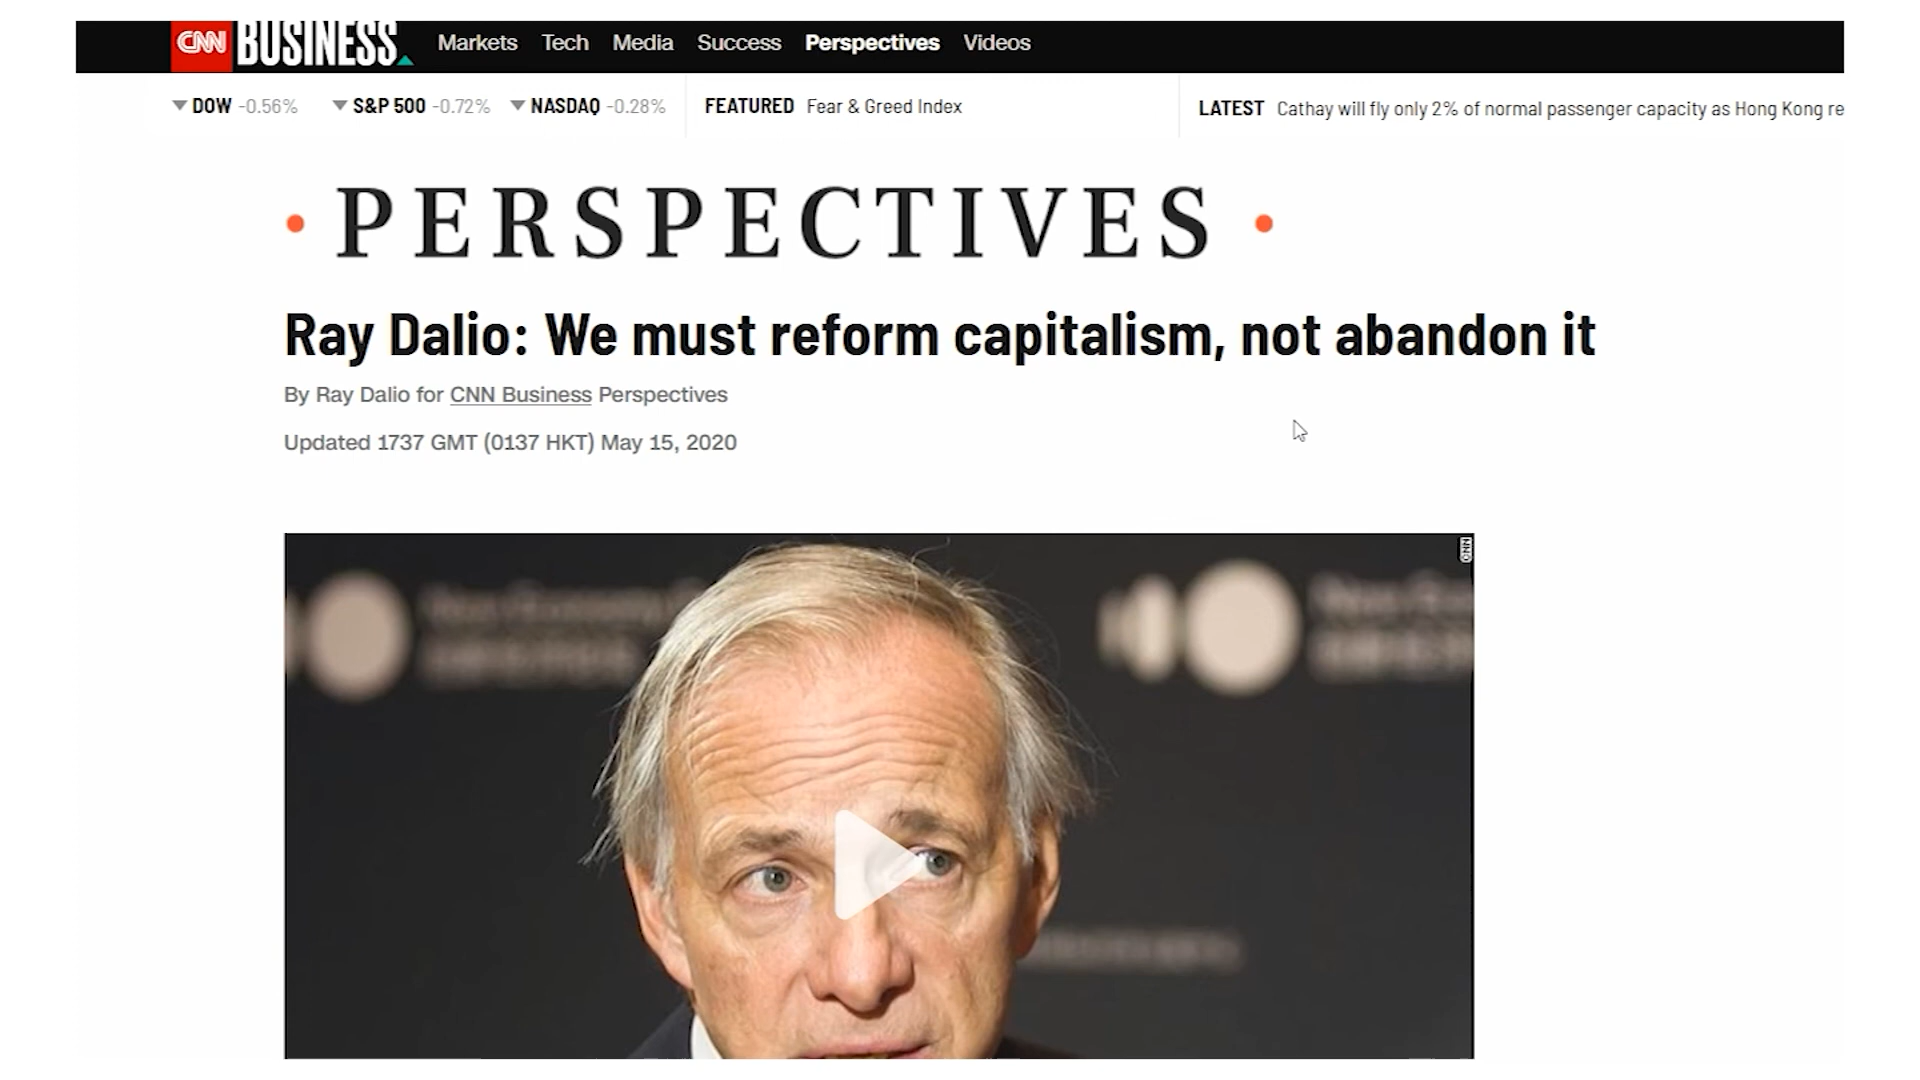 CNN BUSINESS Markets Tech Media Success Perspectives Videos
DOW -0.56% S&P 500 -0.72% NASDAQ -0.28% FEATURED Fear & Greed Index LATEST Cathay will fly only 2% of normal passenger capacity as Hong Kong re
PERSPECTIVES
Ray Dalio: We must reform capitalism, not abandon it
By Ray Dalio for CNN Business Perspectives
Updated 1737 GMT (0137 HKT) May 15, 2020
CNN